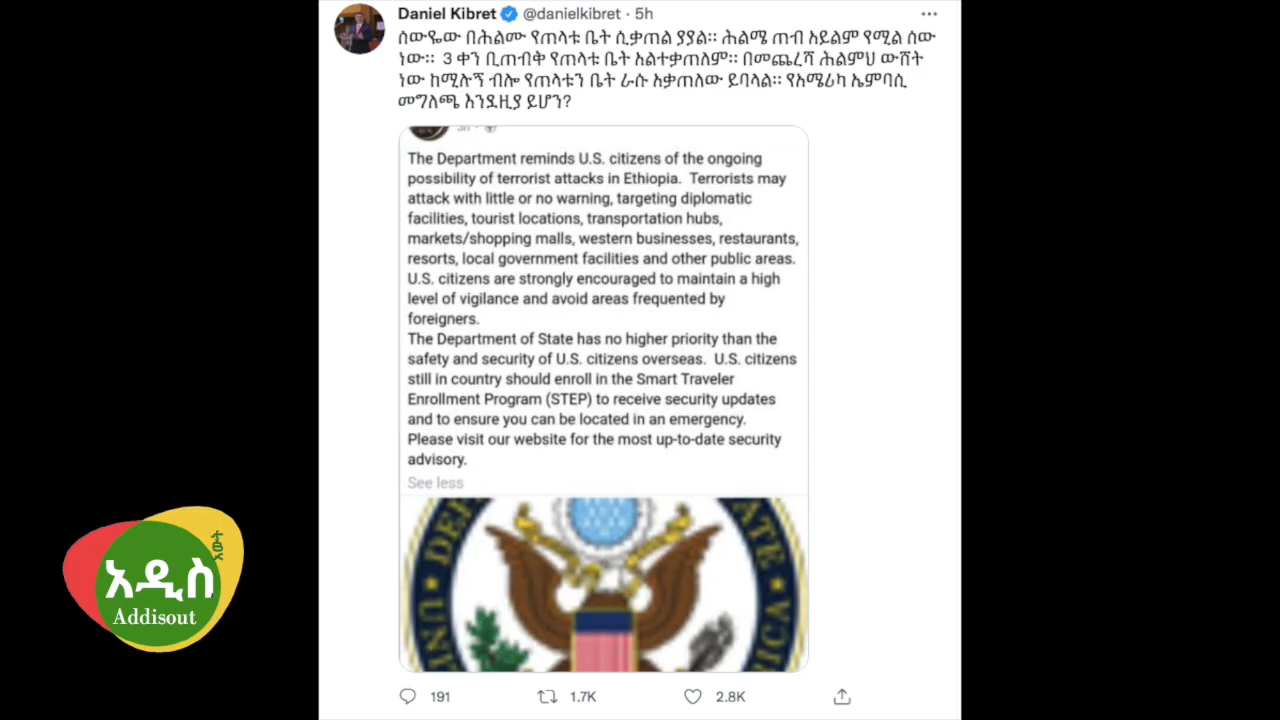 Daniel Kibret @danielkibret · 5h
ሰውዬው በሕልሙ የጠላቱ ቤት ሲቃጠል ያያል። ሕልሜ ጠብ አይልም የሚል ሰው
ነው። 3 ቀን ቢጠብቅ የጠላቱ ቤት አልተቃጠለም። በመጨረሻ ሕልምህ ውሸት
ነው ከሚሉኝ ብሎ የጠላቱን ቤት ራሱ አቃጠለው ይባላል። የአሜሪካ ኤምባሲ
መግለጫ እንደዚያ ይሆን?
The Department reminds U.S. citizens of the ongoing
possibility of terrorist attacks in Ethiopia. Terrorists may
attack with little or no warning, targeting diplomatic
facilities, tourist locations, transportation hubs,
markets/shopping malls, western businesses, restaurants,
resorts, local government facilities and other public areas.
U.S. citizens are strongly encouraged to maintain a high
level of vigilance and avoid areas frequented by
foreigners.
The Department of State has no higher priority than the
safety and security of U.S. citizens overseas. U.S. citizens
still in country should enroll in the Smart Traveler
Enrollment Program (STEP) to receive security updates
and to ensure you can be located in an emergency.
Please visit our website for the most up-to-date security
advisory.
See less
191 1.7K 2.8K
አውት
አዲስ
Addisout